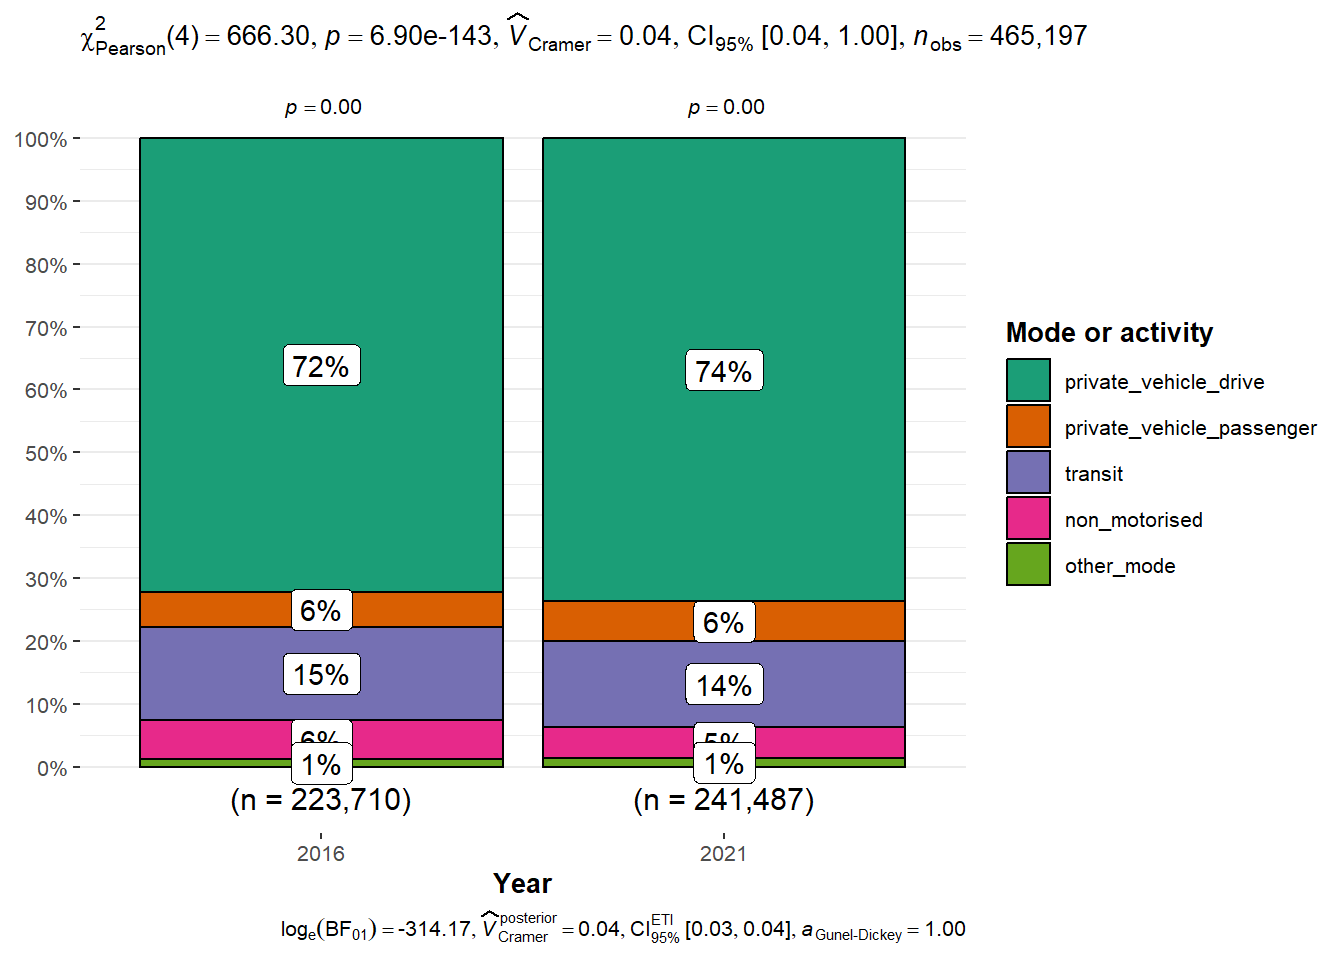 χ²Pearson(4) = 666.30, p = 6.90e-143, V̂Cramer = 0.04, CI95% [0.04, 1.00], nobs = 465,197
p = 0.00
p = 0.00
100%
90%
80%
70%
60%
50%
40%
30%
20%
10%
0%
72%
6%
15%
6%
1%
74%
6%
14%
5%
1%
(n = 223,710)
(n = 241,487)
2016
2021
Year
Mode or activity
private_vehicle_drive
private_vehicle_passenger
transit
non_motorised
other_mode
loge(BF01) = -314.17, V̂posteriorCramer = 0.04, CIETI95% [0.03, 0.04], aGunel-Dickey = 1.00